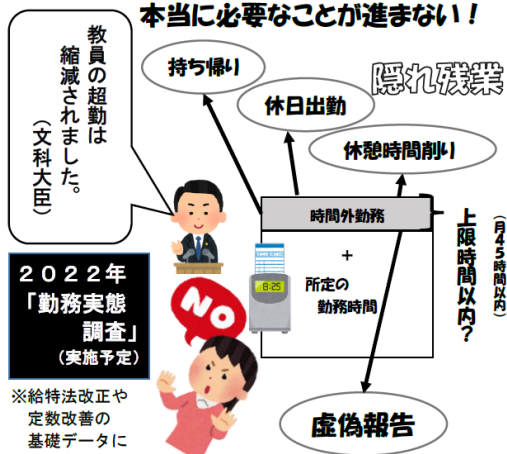 本当に必要なことが進まない！
教員の超勤は
縮減されました。
（文科大臣）
持ち帰り
休日出勤
隠れ残業
休憩時間削り
時間外勤務
＋
所定の
勤務時間
上限時間以内？
（月４５時間以内）
8:25
NO
２０２２年
「勤務実態
調査」
（実施予定）
※給特法改正や
定数改善の
基礎データに
虚偽報告